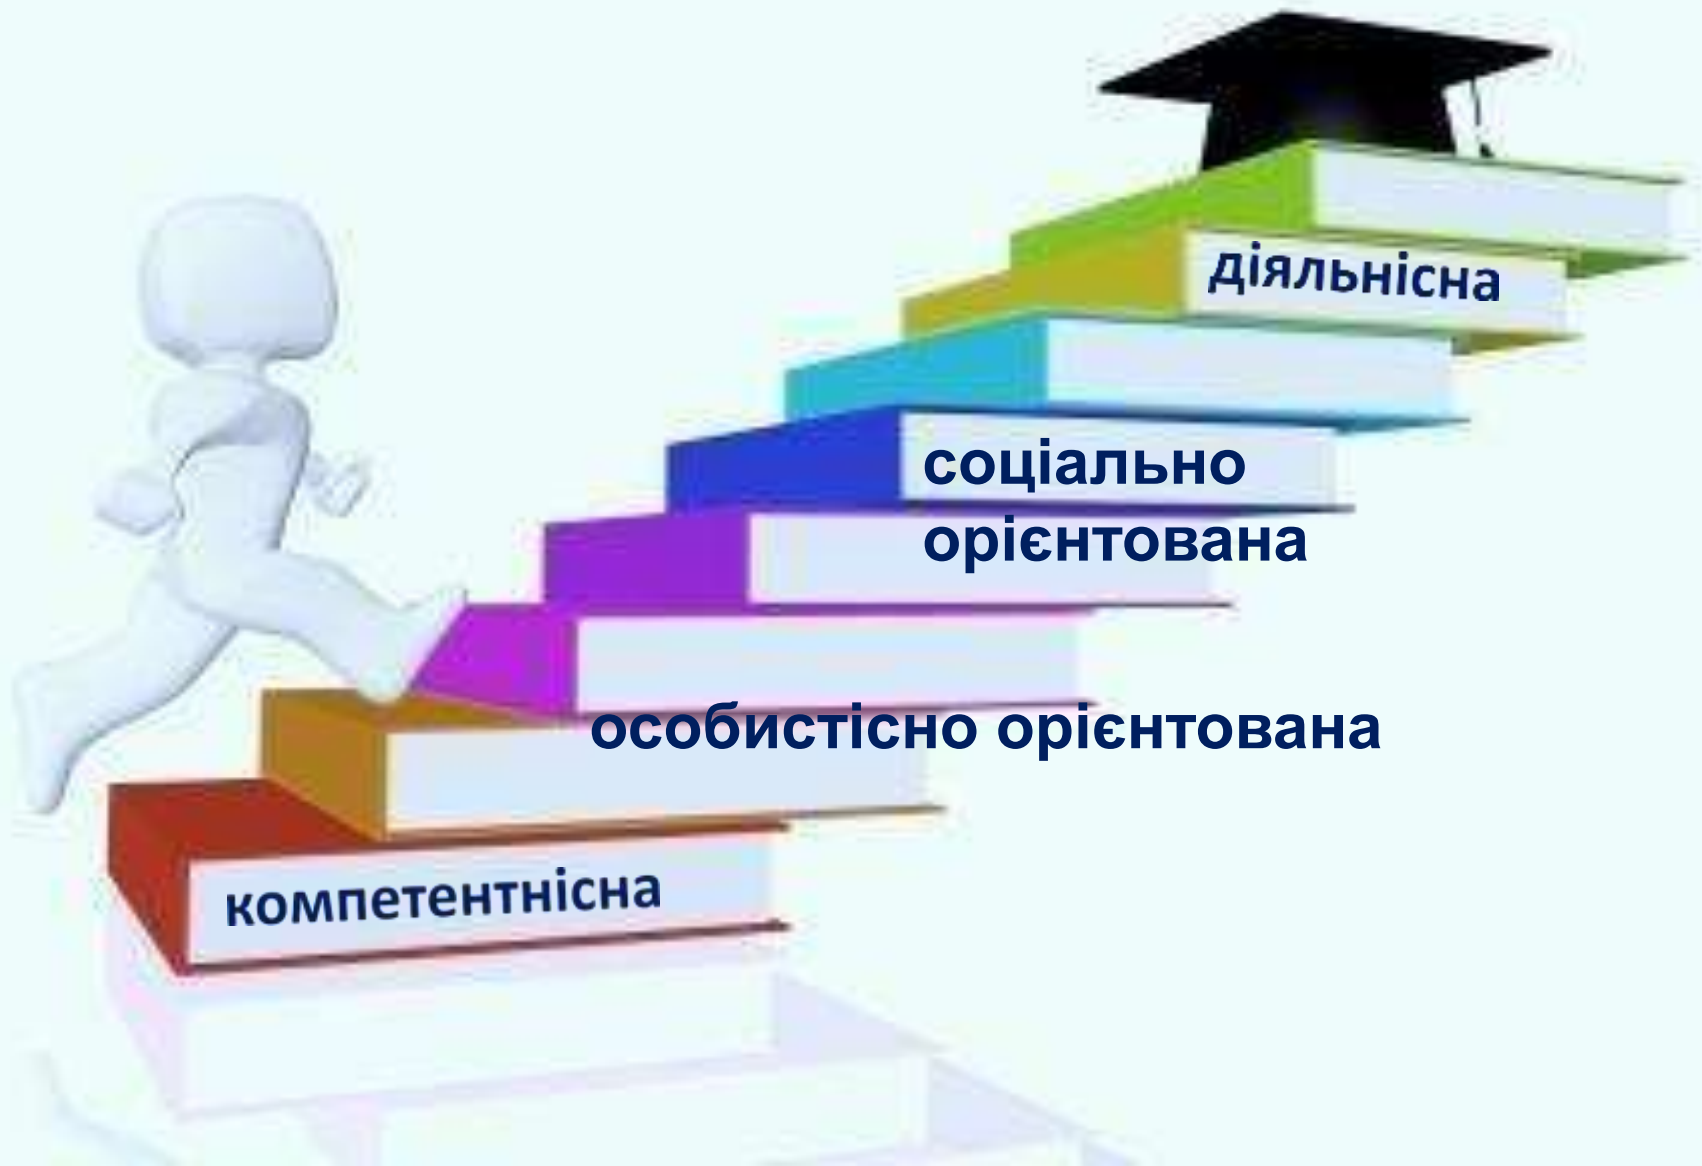 діяльнісна
соціально
орієнтована
особистісно орієнтована
компетентнісна